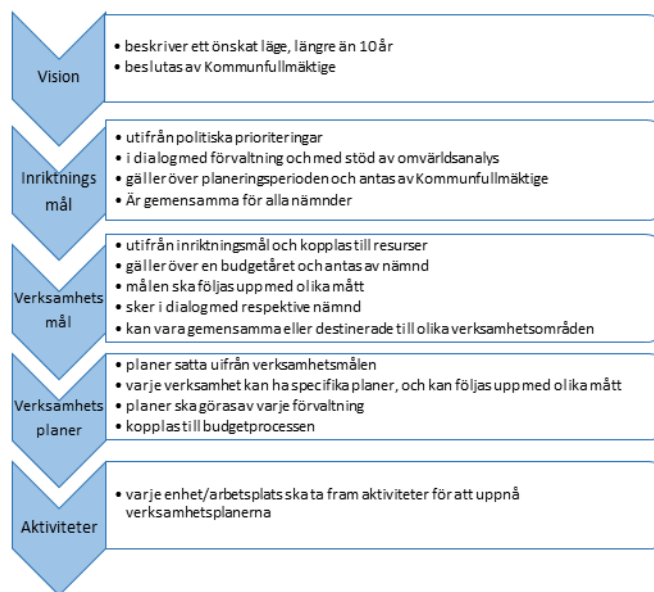 Vision
• beskriver ett önskat läge, längre än 10 år
• beslutas av Kommunfullmäktige
Inriktnings
mål
• utifrån politiska prioriteringar
• i dialog med förvaltning och med stöd av omvärldsanalys
• gäller över planeringsperioden och antas av Kommunfullmäktige
• Är gemensamma för alla nämnder
Verksamhets
mål
• utifrån inriktningsmål och kopplas till resurser
• gäller över en budgetåret och antas av nämnd
• målen ska följas upp med olika mått
• sker i dialog med respektive nämnd
• kan vara gemensamma eller destinerade till olika verksamhetsområden
Verksamhets
planer
• planer satta uifrån verksamhetsmålen
• varje verksamhet kan ha specifika planer, och kan följas upp med olika mått
• planer ska göras av varje förvaltning
• kopplas till budgetprocessen
Aktiviteter
• varje enhet/arbetsplats ska ta fram aktiviteter för att uppnå
verksamhetsplanerna